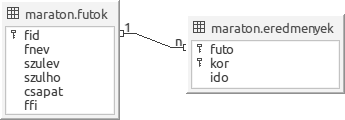 maraton.futok
fid
fnev
szulev
szulho
csapat
ffi
1
n
maraton.eredmenyek
futo
kor
ido